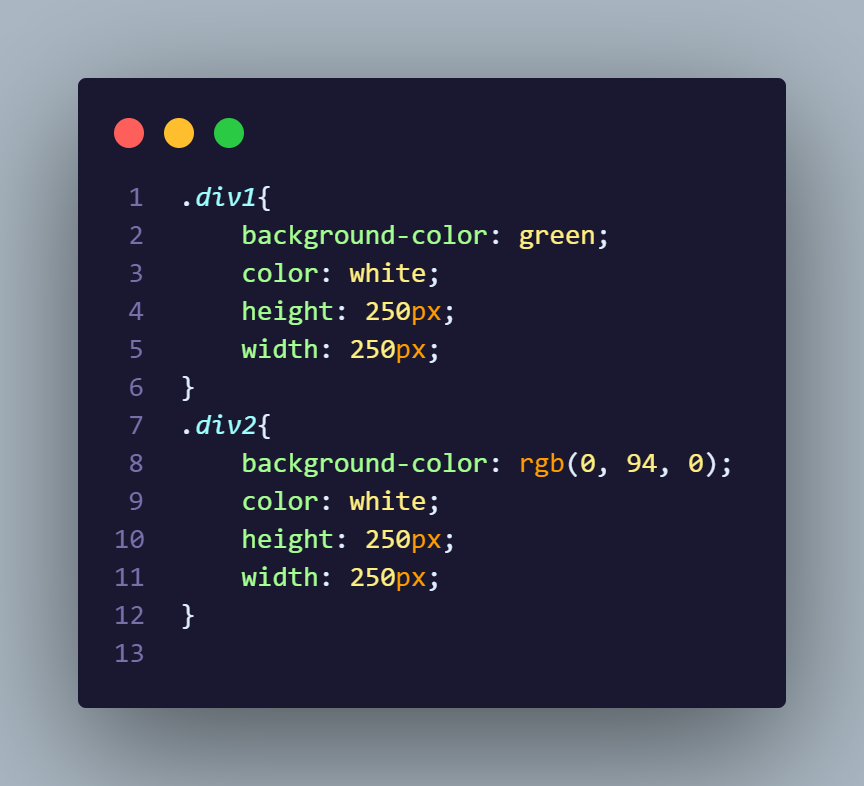 1 .div1{
2     background-color: green;
3     color: white;
4     height: 250px;
5     width: 250px;
6 }
7 .div2{
8     background-color: rgb(0, 94, 0);
9     color: white;
10     height: 250px;
11     width: 250px;
12 }
13